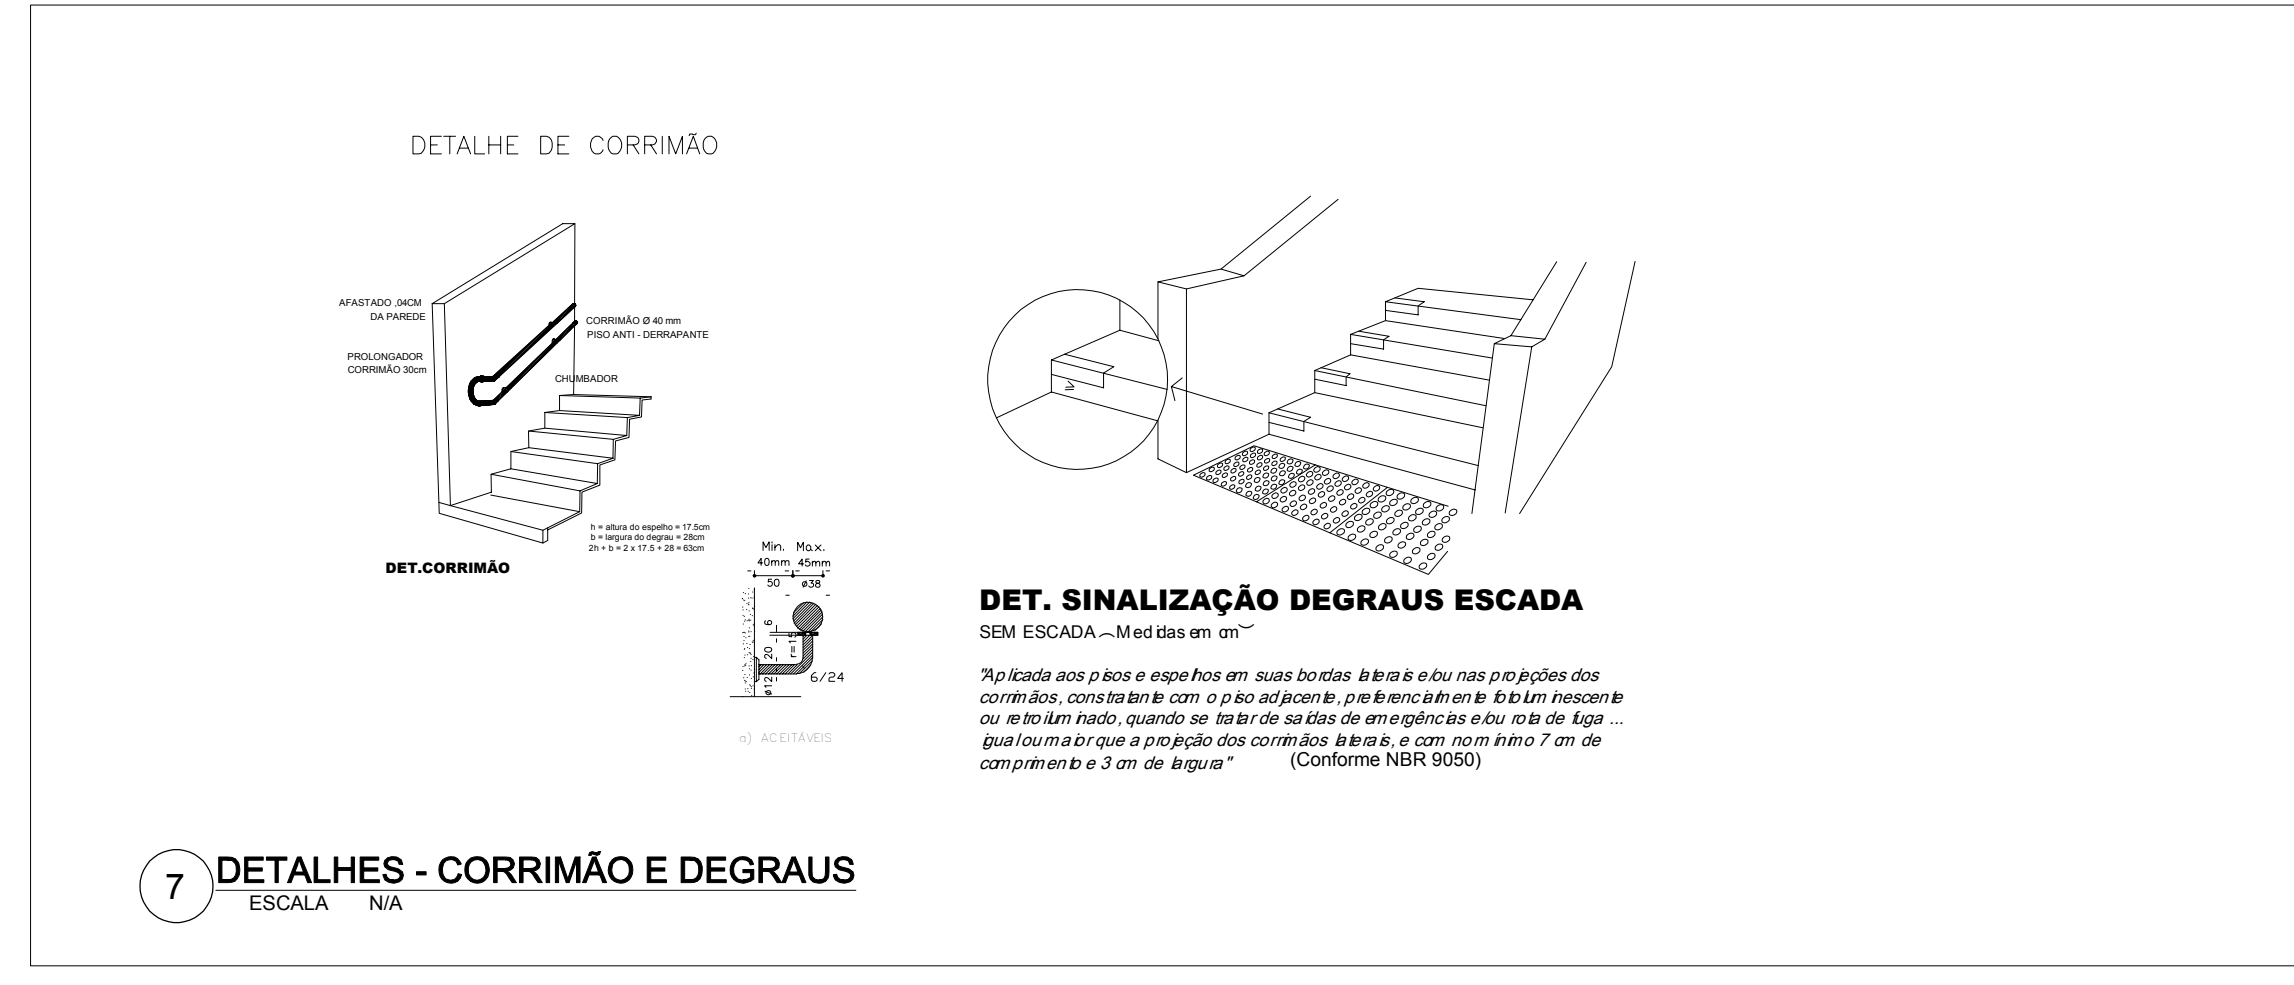 DETALHE DE CORRIMÃO
AFASTADO ,04CM
DA PAREDE
CORRIMÃO Ø 40 mm
PISO ANTI - DERRAPANTE
PROLONGADOR
CORRIMÃO 30cm
CHUMBADOR
h = altura do espelho = 17.5cm
b = largura do degrau = 28cm
2h + b = 2 x 17.5 + 28 = 63cm
DET.CORRIMÃO
Min. Max.
40mm 45mm
50 ø38
6
20
r=15
ø12
6/24
a) ACEITÁVEIS
≥
DET. SINALIZAÇÃO DEGRAUS ESCADA
SEM ESCADA (Medidas em cm)
"Aplicada aos pisos e espelhos em suas bordas laterais e/ou nas projeções dos
corrimãos, constratante com o piso adjacente, preferencialmente fotoluminescente
ou retroiluminado, quando se tratar de saídas de emergências e/ou rota de fuga ...
igual ou maior que a projeção dos corrimãos laterais, e com no mínimo 7 cm de
comprimento e 3 cm de largura" (Conforme NBR 9050)
7 DETALHES - CORRIMÃO E DEGRAUS
ESCALA N/A